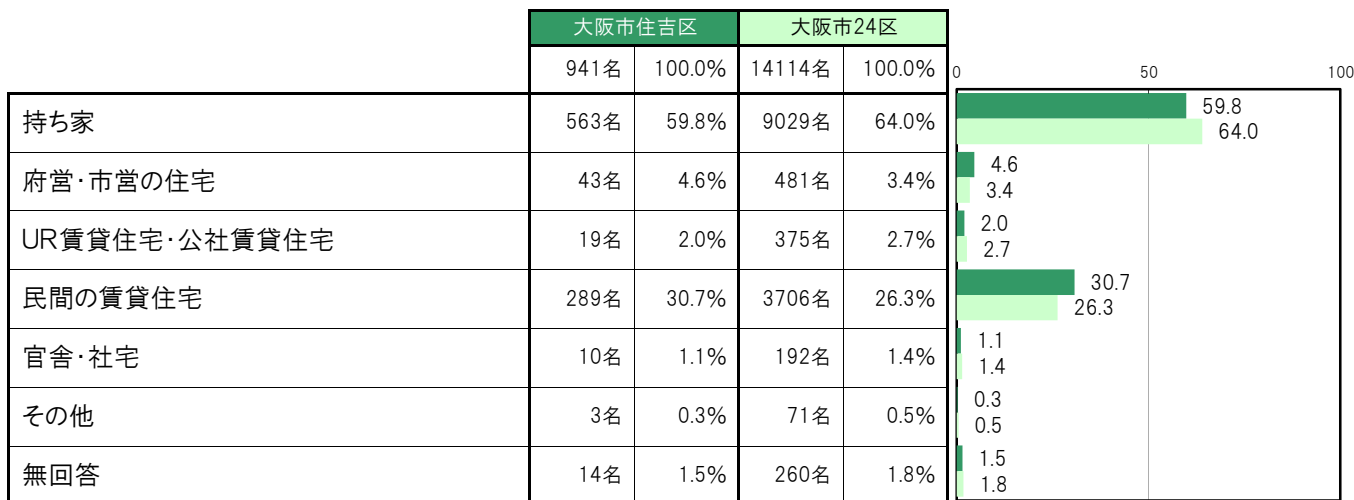 大阪市住吉区 大阪市24区
941名 100.0% 14114名 100.0% 0 50 100
持ち家 563名 59.8% 9029名 64.0% 59.8
64.0
府営・市営の住宅 43名 4.6% 481名 3.4% 4.6
3.4
UR賃貸住宅・公社賃貸住宅 19名 2.0% 375名 2.7% 2.0
2.7
民間の賃貸住宅 289名 30.7% 3706名 26.3% 30.7
26.3
官舎・社宅 10名 1.1% 192名 1.4% 1.1
1.4
その他 3名 0.3% 71名 0.5% 0.3
0.5
無回答 14名 1.5% 260名 1.8% 1.5
1.8